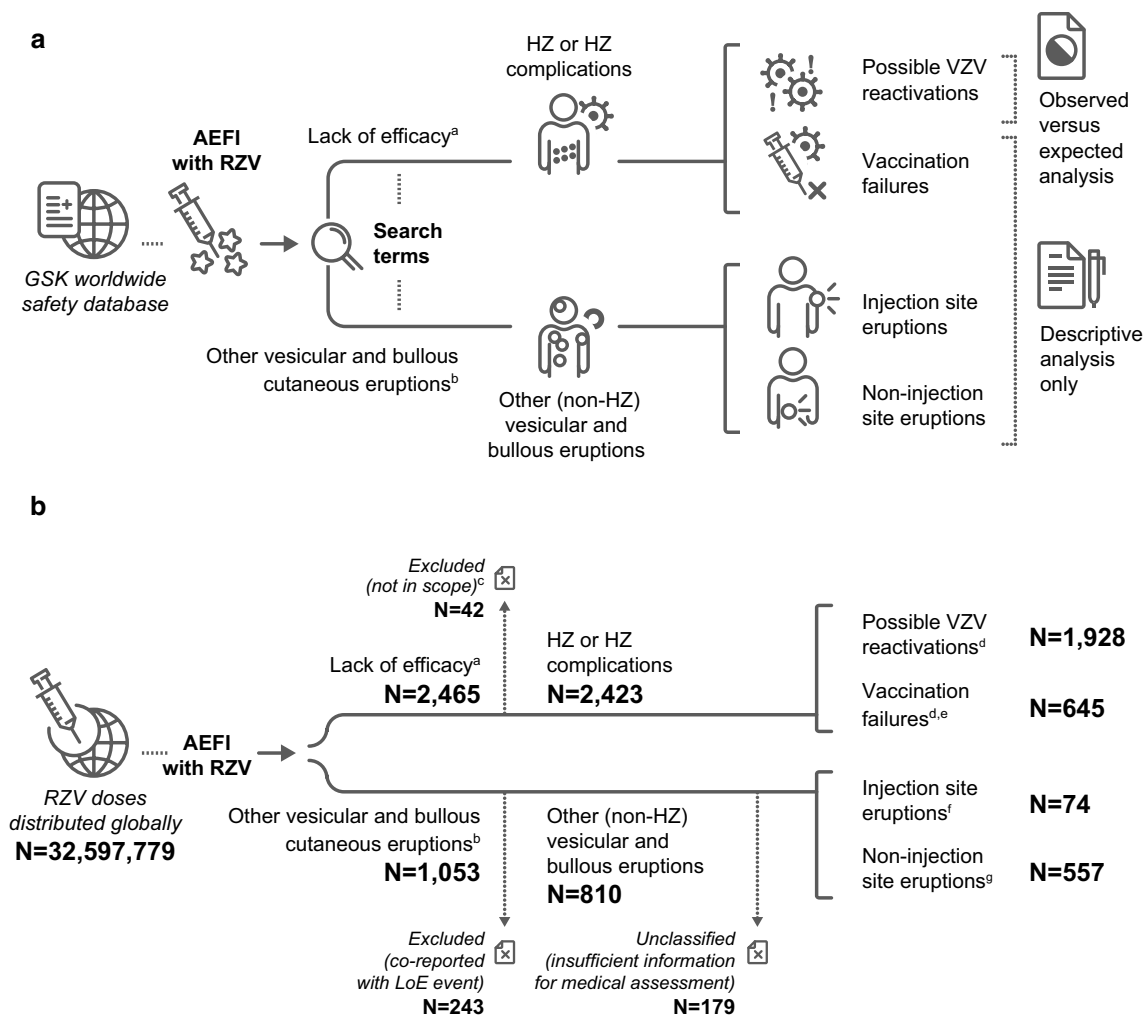 a
HZ or HZ
complications
Possible VZV
reactivations
Observed
versus
expected
analysis
Lack of efficacyᵃ
AEFI
with RZV
Vaccination
failures
Search
terms
GSK worldwide
safety database
Injection site
eruptions
Descriptive
analysis
only
Other vesicular and bullous
cutaneous eruptionsᵇ
Other (non-HZ)
vesicular and
bullous eruptions
Non-injection
site eruptions
b
Excluded
(not in scope)ᶜ
N=42
Lack of efficacyᵃ
N=2,465
HZ or HZ
complications
N=2,423
Possible VZV
reactivationsᵈ
N=1,928
Vaccination
failuresᵈ,ᵉ
N=645
AEFI
with RZV
RZV doses
distributed globally
N=32,597,779
Other vesicular and bullous
cutaneous eruptionsᵇ
N=1,053
Other (non-HZ)
vesicular and
bullous eruptions
N=810
Injection site
eruptionsᶠ
N=74
Non-injection
site eruptionsᵍ
N=557
Excluded
(co-reported
with LoE event)
N=243
Unclassified
(insufficient information
for medical assessment)
N=179